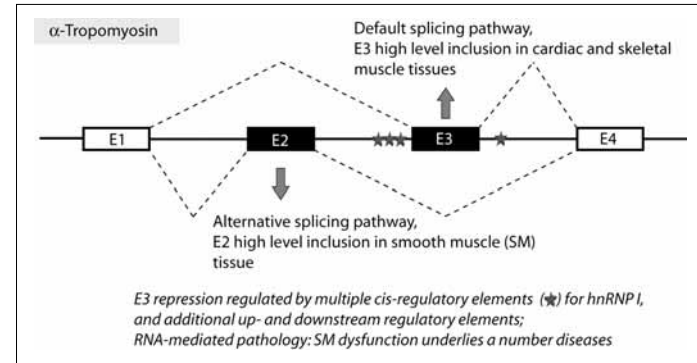 α-Tropomyosin
Default splicing pathway,
E3 high level inclusion in cardiac and skeletal
muscle tissues
E1
E2
E3
E4
Alternative splicing pathway,
E2 high level inclusion in smooth muscle (SM)
tissue
E3 repression regulated by multiple cis-regulatory elements (★) for hnRNP I,
and additional up- and downstream regulatory elements;
RNA-mediated pathology: SM dysfunction underlies a number diseases